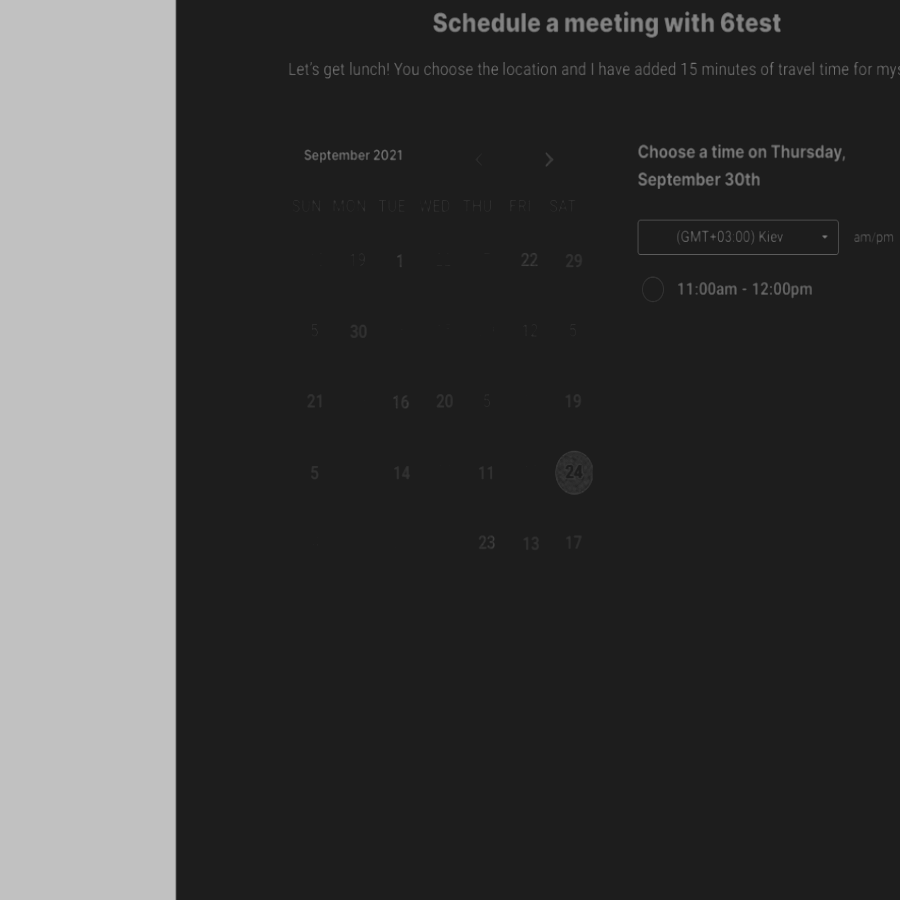 Schedule a meeting with 6test
Let's get lunch! You choose the location and I have added 15 minutes of travel time for mys
September 2021
SUN MON TUE WED THU FRI SAT
19 1 22 29
5 30 12 5
21 16 20 5 19
5 14 11 24
23 13 17
Choose a time on Thursday,
September 30th
(GMT+03:00) Kiev am/pm
11:00am - 12:00pm